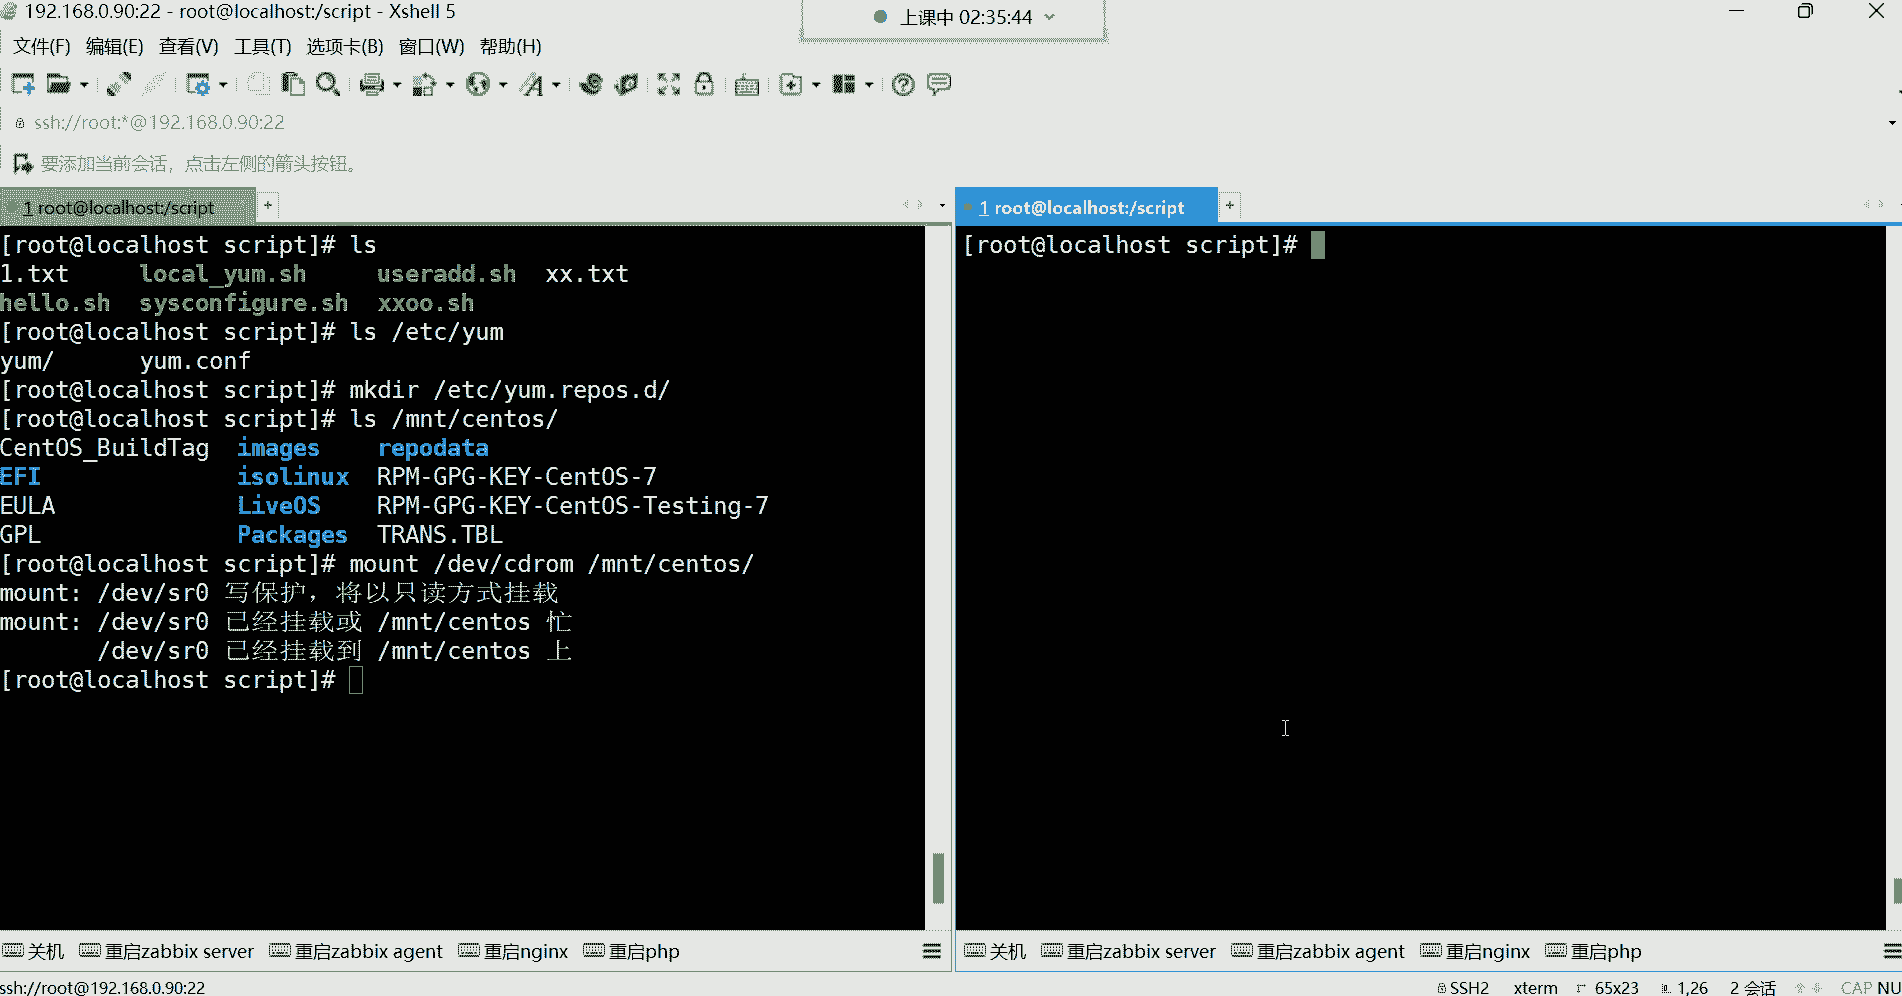 192.168.0.90:22 - root@localhost:/script - Xshell 5
上课中 02:35:44
文件(F) 编辑(E) 查看(V) 工具(T) 选项卡(B) 窗口(W) 帮助(H)
ssh://root:*@192.168.0.90:22
要添加当前会话，点击左侧的箭头按钮。
1 root@localhost:/script +
[root@localhost script]# ls
1.txt local_yum.sh useradd.sh xx.txt
hello.sh sysconfigure.sh xxoo.sh
[root@localhost script]# ls /etc/yum
yum/ yum.conf
[root@localhost script]# mkdir /etc/yum.repos.d/
[root@localhost script]# ls /mnt/centos/
CentOS_BuildTag images repodata
EFI isolinux RPM-GPG-KEY-CentOS-7
EULA LiveOS RPM-GPG-KEY-CentOS-Testing-7
GPL Packages TRANS.TBL
[root@localhost script]# mount /dev/cdrom /mnt/centos/
mount: /dev/sr0 写保护，将以只读方式挂载
mount: /dev/sr0 已经挂载或 /mnt/centos 忙
/dev/sr0 已经挂载到 /mnt/centos 上
[root@localhost script]#
1 root@localhost:/script +
[root@localhost script]#
关机 重启zabbix server 重启zabbix agent 重启nginx 重启php
关机 重启zabbix server 重启zabbix agent 重启nginx 重启php
ssh://root@192.168.0.90:22
SSH2 xterm 65x23 1,26 2 会话 CAP NU